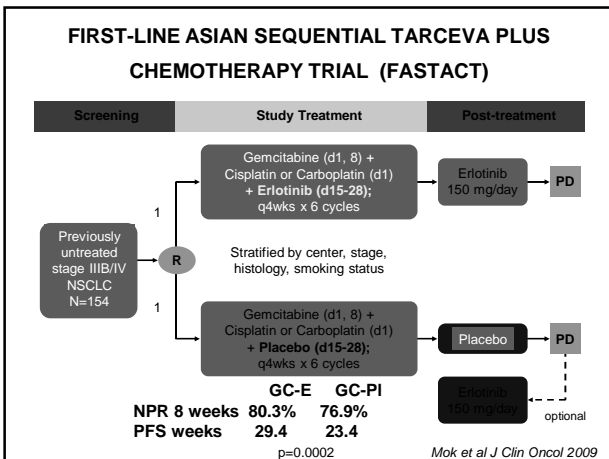 FIRST-LINE ASIAN SEQUENTIAL TARCEVA PLUS
CHEMOTHERAPY TRIAL (FASTACT)
Screening
Study Treatment
Post-treatment
Gemcitabine (d1, 8) +
Cisplatin or Carboplatin (d1)
+ Erlotinib (d15-28);
q4wks x 6 cycles
Erlotinib
150 mg/day
PD
1
Previously
untreated
stage IIIB/IV
NSCLC
N=154
R
Stratified by center, stage,
histology, smoking status
1
Gemcitabine (d1, 8) +
Cisplatin or Carboplatin (d1)
+ Placebo (d15-28);
q4wks x 6 cycles
Placebo
PD
Erlotinib
150 mg/day
optional
GC-E GC-Pl
NPR 8 weeks 80.3% 76.9%
PFS weeks 29.4 23.4
p=0.0002
Mok et al J Clin Oncol 2009